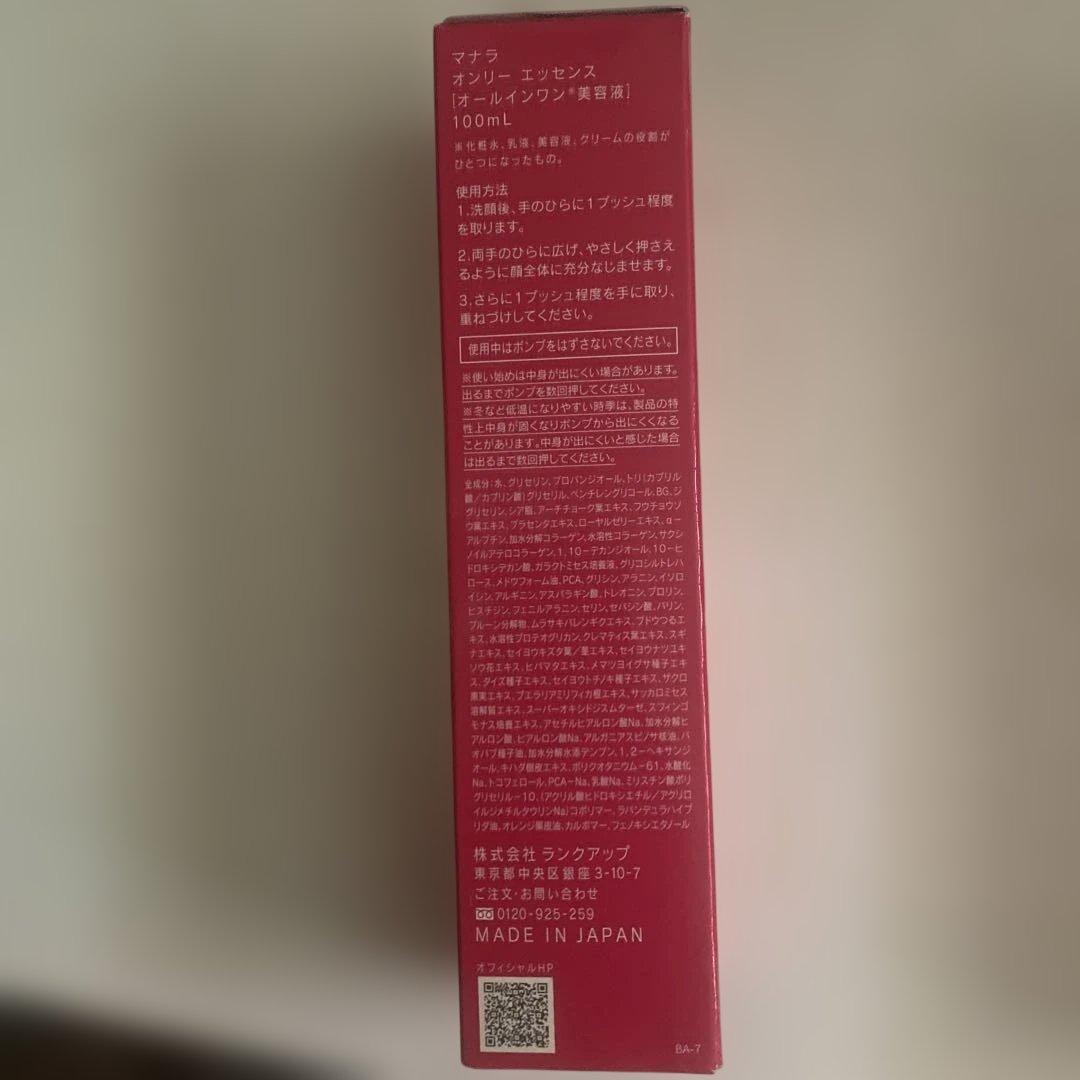 マナラ
オンリー エッセンス
[オールインワン※美容液]
100mL
※化粧水、乳液、美容液、クリームの役割が
ひとつになったもの。
使用方法
1.洗顔後、手のひらに1プッシュ程度
を取ります。
2.両手のひらに広げ、やさしく押さえ
るように顔全体に充分なじませます。
3.さらに1プッシュ程度を手に取り、
重ねづけしてください。
使用中はポンプをはずさないでください。
※使い始めは中身が出にくい場合があります。
出るまでポンプを数回押してください。
※冬など低温になりやすい時季は、製品の特
性上中身が固くなりポンプから出にくくなる
ことがあります。中身が出にくいと感じた場合
は出るまで数回押してください。
全成分:水、グリセリン、プロパンジオール、トリ(カプリル
酸/カプリン酸)グリセリル、ペンチレングリコール、BG、ジ
グリセリン、シア脂、アーチチョーク葉エキス、フウチョウソ
ウ葉エキス、プラセンタエキス、ローヤルゼリーエキス、α-
アルブチン、加水分解コラーゲン、水溶性コラーゲン、サクシ
ノイルアテロコラーゲン、1,10-デカンジオール、10-ヒ
ドロキシデカン酸、ガラクトミセス培養液、グリコシルトレハ
ロース、メドウフォーム油、PCA、グリシン、アラニン、イソロ
イシン、アルギニン、アスパラギン酸、トレオニン、プロリン、
ヒスチジン、フェニルアラニン、セリン、セバシン酸、バリン、
プルーン分解物、ムラサキバレンギクエキス、ブドウつるエ
キス、水溶性プロテオグリカン、クレマティス葉エキス、スギ
ナエキス、セイヨウキズタ葉/茎エキス、セイヨウナツユキ
ソウ花エキス、ヒバマタエキス、メマツヨイグサ種子エキ
ス、ダイズ種子エキス、セイヨウトチノキ種子エキス、ザクロ
果実エキス、プエラリアミリフィカ根エキス、サッカロミセス
溶解質エキス、スーパーオキシドジスムターゼ、スフィンゴ
モナス培養エキス、アセチルヒアルロン酸Na、加水分解ヒ
アルロン酸、ヒアルロン酸Na、アルガニアスピノサ核油、バ
オバブ種子油、加水分解水添デンプン、1,2-ヘキサンジ
オール、キハダ樹皮エキス、ポリクオタニウム-61、水酸化
Na、トコフェロール、PCA-Na、乳酸Na、ミリスチン酸ポリ
グリセリル-10、(アクリル酸ヒドロキシエチル/アクリロ
イルジメチルタウリンNa)コポリマー、ラバンデュラハイブ
リダ油、オレンジ果皮油、カルボマー、フェノキシエタノール
株式会社 ランクアップ
東京都中央区銀座3-10-7
ご注文・お問い合わせ
0120-925-259
MADE IN JAPAN
オフィシャルHP
BA-7